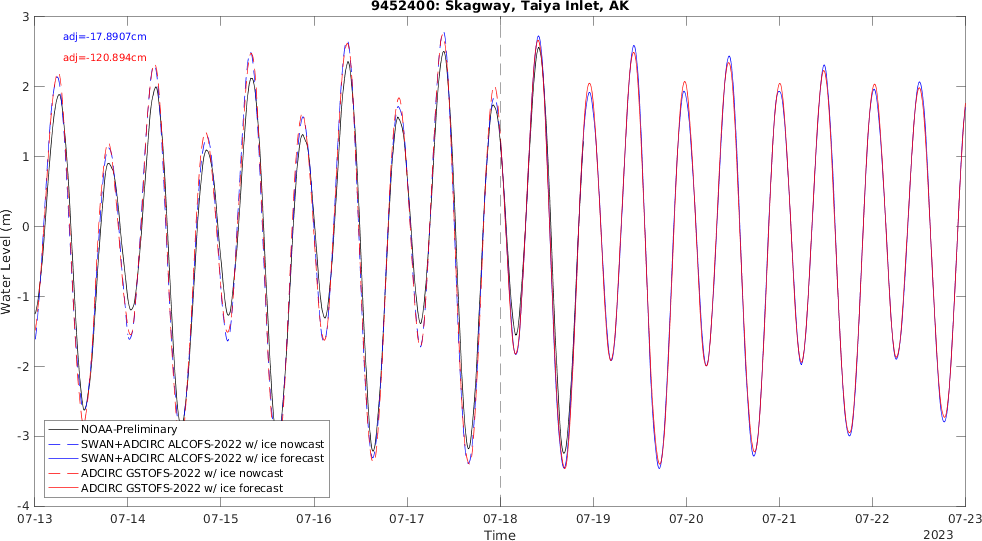 9452400: Skagway, Taiya Inlet, AK
adj=-17.8907cm
adj=-120.894cm
3
2
1
0
-1
-2
-3
-4
Water Level (m)
NOAA-Preliminary
SWAN+ADCIRC ALCOFS-2022 w/ ice nowcast
SWAN+ADCIRC ALCOFS-2022 w/ ice forecast
ADCIRC GSTOFS-2022 w/ ice nowcast
ADCIRC GSTOFS-2022 w/ ice forecast
07-13 07-14 07-15 07-16 07-17 07-18 07-19 07-20 07-21 07-22 07-23
Time
2023